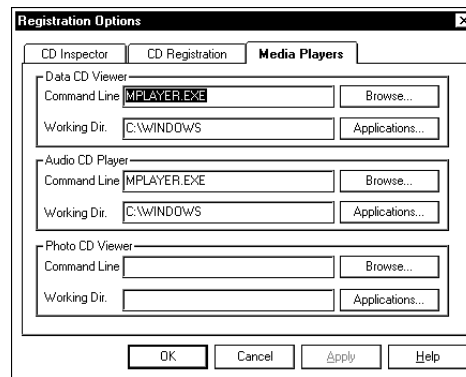 Registration Options
CD Inspector CD Registration Media Players
Data CD Viewer
Command Line MPLAYER.EXE Browse...
Working Dir. C:\WINDOWS Applications...
Audio CD Player
Command Line MPLAYER.EXE Browse...
Working Dir. C:\WINDOWS Applications...
Photo CD Viewer
Command Line Browse...
Working Dir. Applications...
OK Cancel Apply Help